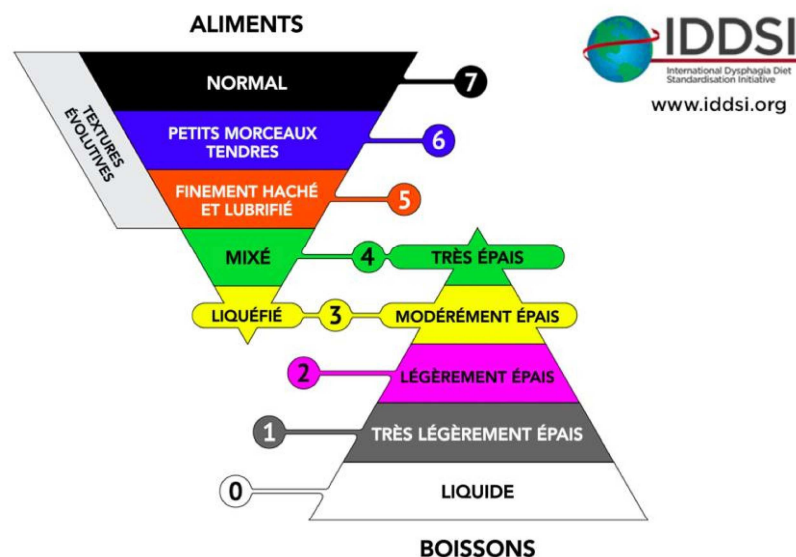 ALIMENTS
IDDSI
International Dysphagia Diet
Standardisation Initiative
www.iddsi.org
TEXTURES
ÉVOLUTIVES
NORMAL
7
PETITS MORCEAUX
TENDRES
6
FINEMENT HACHÉ
ET LUBRIFIÉ
5
MIXÉ
4
TRÈS ÉPAIS
LIQUÉFIÉ
3
MODÉRÉMENT ÉPAIS
2
LÉGÈREMENT ÉPAIS
1
TRÈS LÉGÈREMENT ÉPAIS
0
LIQUIDE
BOISSONS